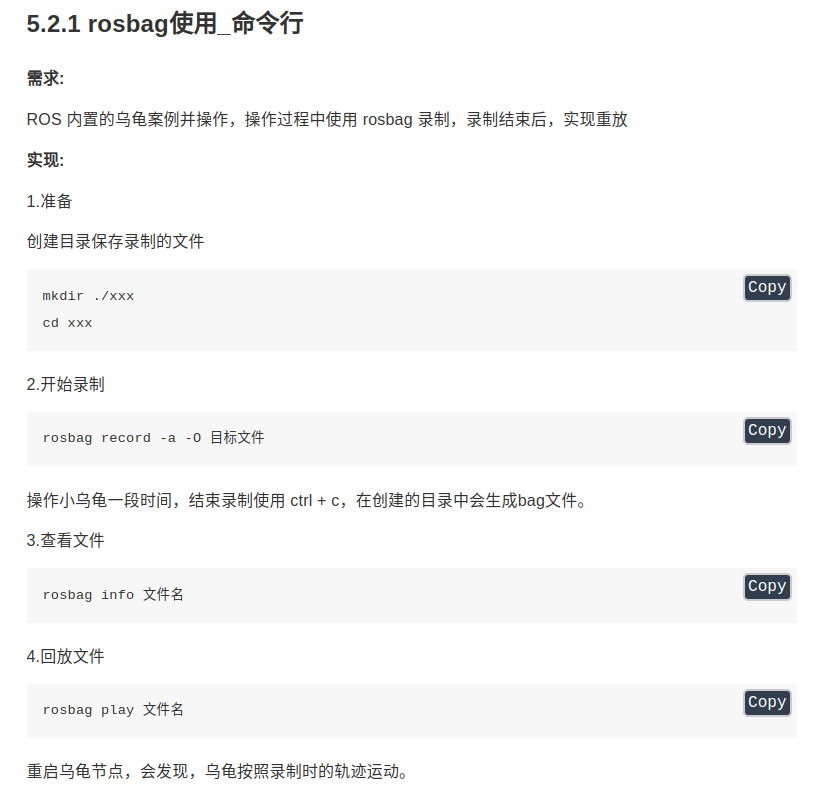 5.2.1 rosbag使用_命令行
需求:
ROS 内置的乌龟案例并操作，操作过程中使用 rosbag 录制，录制结束后，实现重放
实现:
1.准备
创建目录保存录制的文件
Copy
mkdir ./xxx
cd xxx
2.开始录制
Copy
rosbag record -a -O 目标文件
操作小乌龟一段时间，结束录制使用 ctrl + c，在创建的目录中会生成bag文件。
3.查看文件
Copy
rosbag info 文件名
4.回放文件
Copy
rosbag play 文件名
重启乌龟节点，会发现，乌龟按照录制时的轨迹运动。